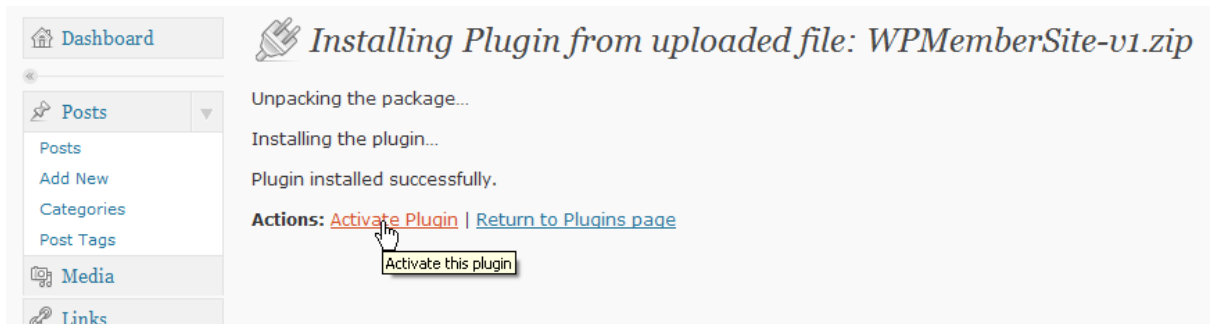 Dashboard
Installing Plugin from uploaded file: WPMemberSite-v1.zip
Posts
Posts
Add New
Categories
Post Tags
Media
Links
Unpacking the package…
Installing the plugin…
Plugin installed successfully.
Actions: Activate Plugin | Return to Plugins page
Activate this plugin